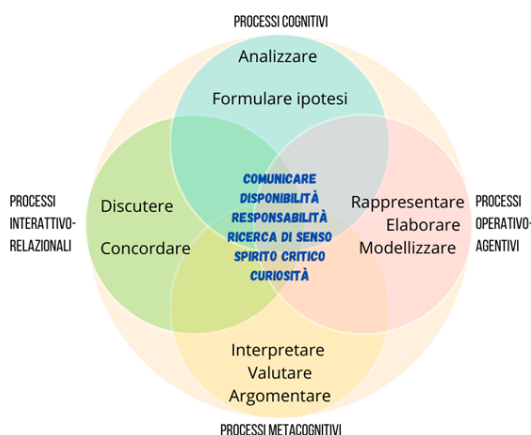 PROCESSI COGNITIVI
Analizzare
Formulare ipotesi
PROCESSI
INTERATTIVO-
RELAZIONALI
Discutere
Concordare
COMUNICARE
DISPONIBILITÀ
RESPONSABILITÀ
RICERCA DI SENSO
SPIRITO CRITICO
CURIOSITÀ
Rappresentare
Elaborare
Modellizzare
PROCESSI
OPERATIVO-
AGENTIVI
Interpretare
Valutare
Argomentare
PROCESSI METACOGNITIVI